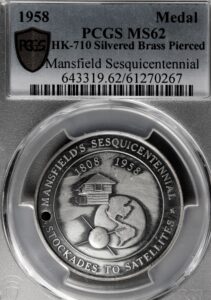 1958 Medal
PCGS MS62
HK-710 Silvered Brass Pierced
Mansfield Sesquicentennial
643319.62/61270267
PCGS
MANSFIELD'S SESQUICENTENNIAL
1808 1958
STOCKADES TO SATELLITES